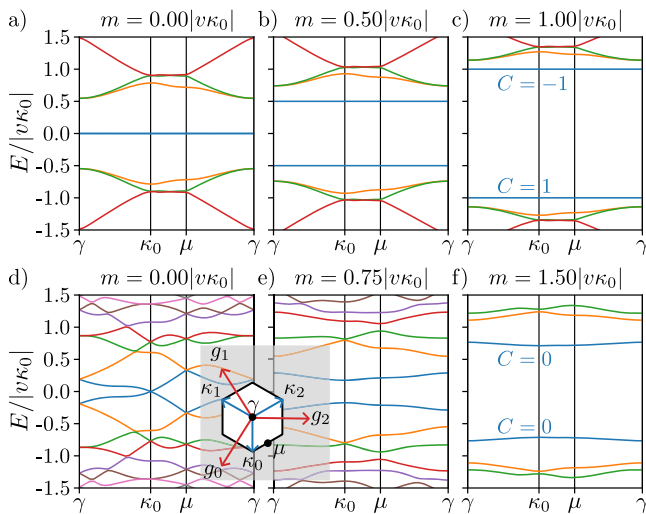 a) m = 0.00|vκ₀| b) m = 0.50|vκ₀| c) m = 1.00|vκ₀|
E/|vκ₀|
1.5
1.0
0.5
0.0
-0.5
-1.0
-1.5
C = −1
C = 1
γ κ₀ μ γ κ₀ μ γ κ₀ μ γ
d) m = 0.00|vκ₀| e) m = 0.75|vκ₀| f) m = 1.50|vκ₀|
E/|vκ₀|
1.5
1.0
0.5
0.0
-0.5
-1.0
-1.5
g₁
κ₁ κ₂
γ
g₂
μ
g₀ κ₀
C = 0
C = 0
γ κ₀ μ γ κ₀ μ γ κ₀ μ γ